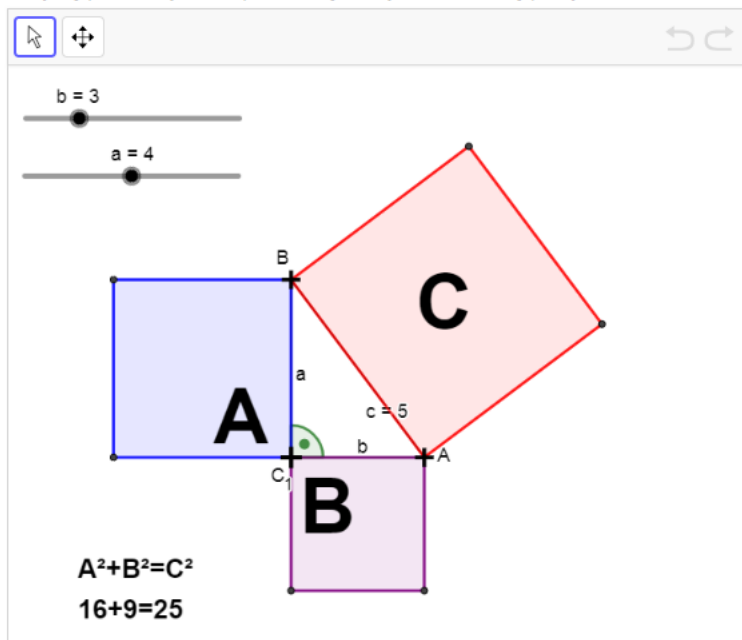 b = 3
a = 4
B
C
A
a
c = 5
b
A
C₁
B
A²+B²=C²
16+9=25